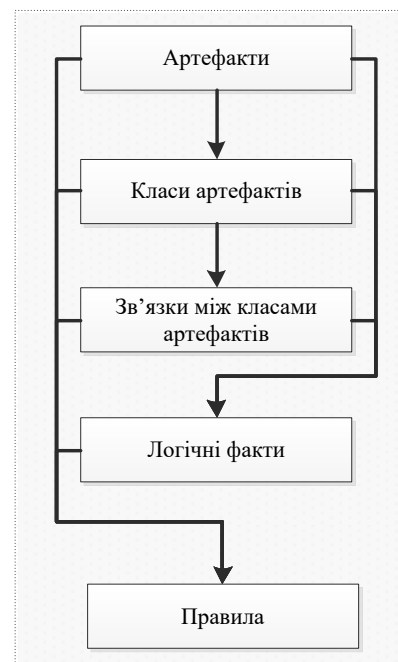 Артефакти
Класи артефактів
Зв’язки між класами
артефактів
Логічні факти
Правила